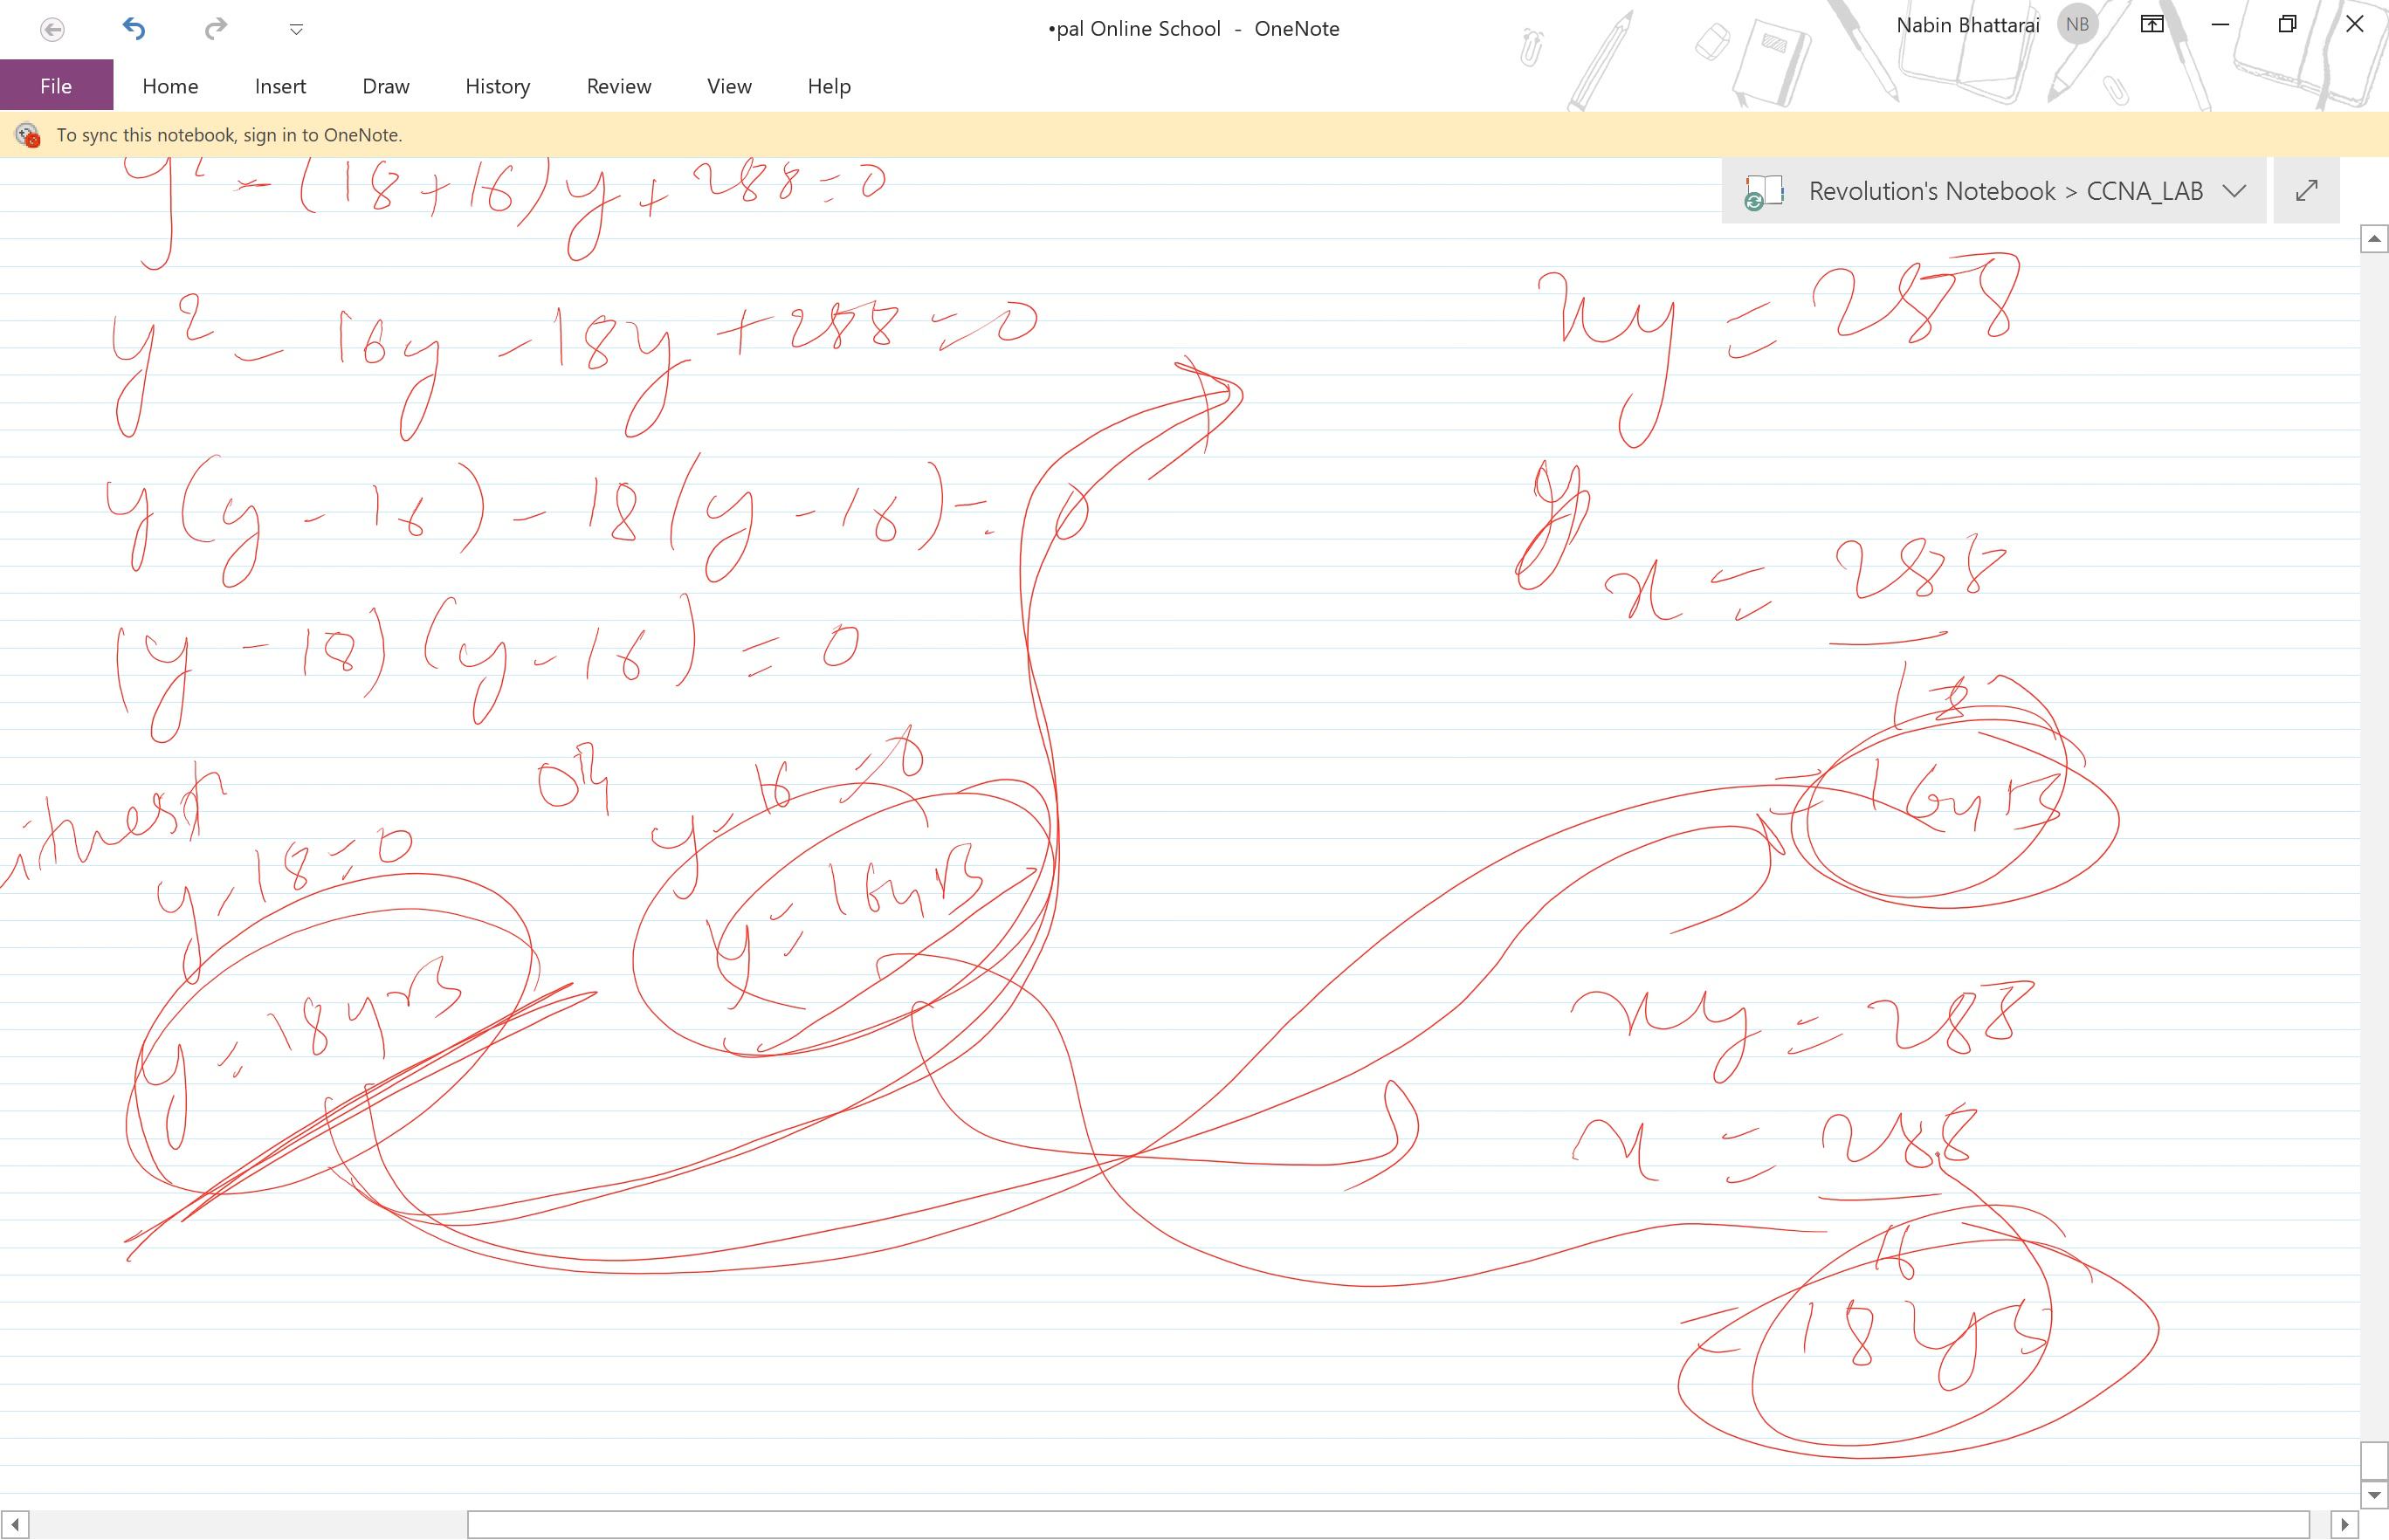 •pal Online School - OneNote
Nabin Bhattarai NB
File Home Insert Draw History Review View Help
To sync this notebook, sign in to OneNote.
Revolution's Notebook > CCNA_LAB
y² - (18+16)y + 288 = 0
y² - 16y - 18y + 288 = 0
y(y - 16) - 18(y - 16) = 0
(y - 18)(y - 16) = 0
y - 18 = 0
y = 18 yrs
OR
y - 16 = 0
y = 16 yrs
xy = 288
x = 288
18
= 16 yrs
xy = 288
x = 288
16
= 18 yrs